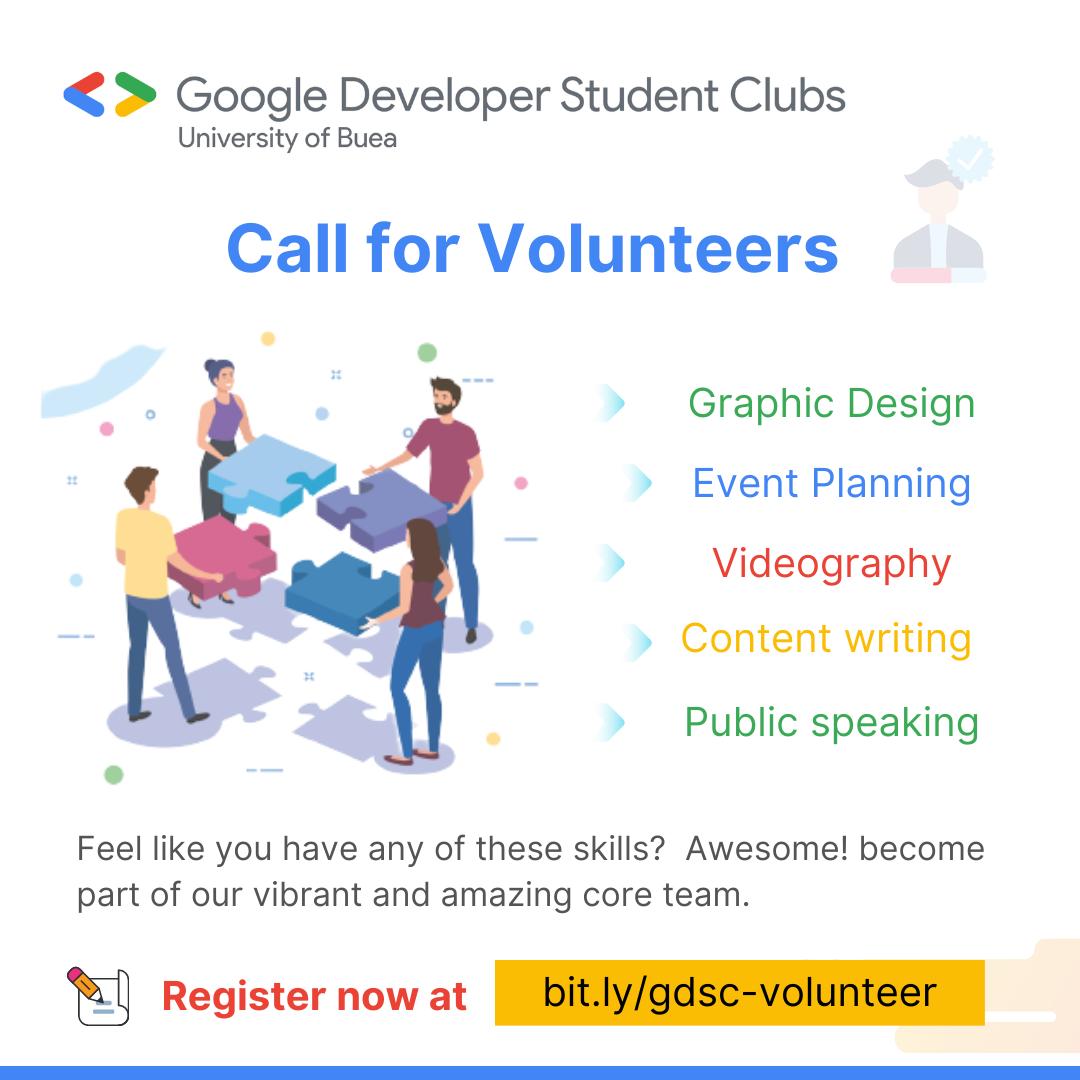 Google Developer Student Clubs
University of Buea
Call for Volunteers
Graphic Design
Event Planning
Videography
Content writing
Public speaking
Feel like you have any of these skills?  Awesome! become
part of our vibrant and amazing core team.
Register now at
bit.ly/gdsc-volunteer